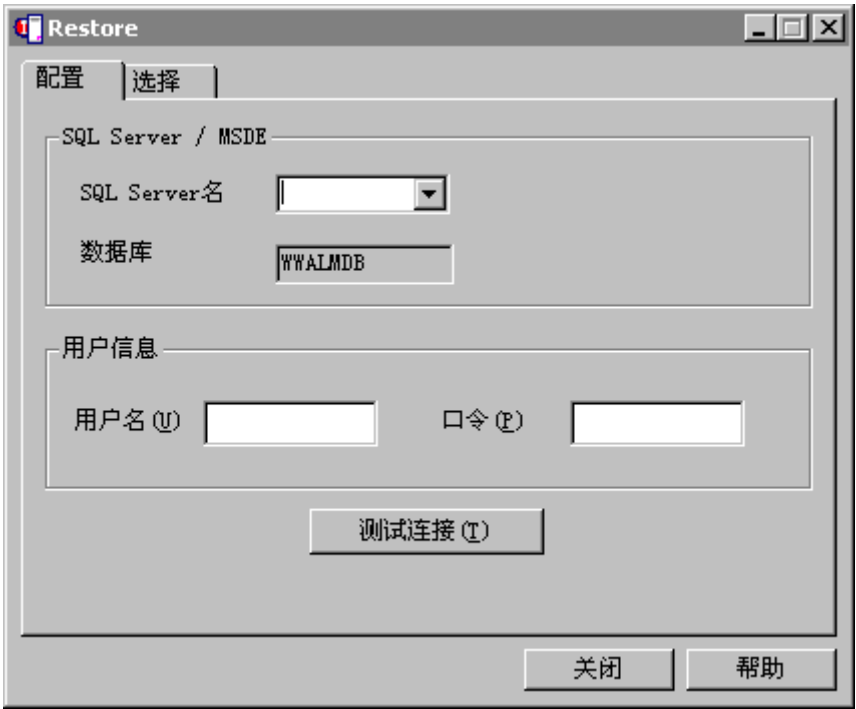 Restore
配置 选择
SQL Server / MSDE
SQL Server名
数据库 WWALMDB
用户信息
用户名(U) 口令(P)
测试连接(T)
关闭 帮助